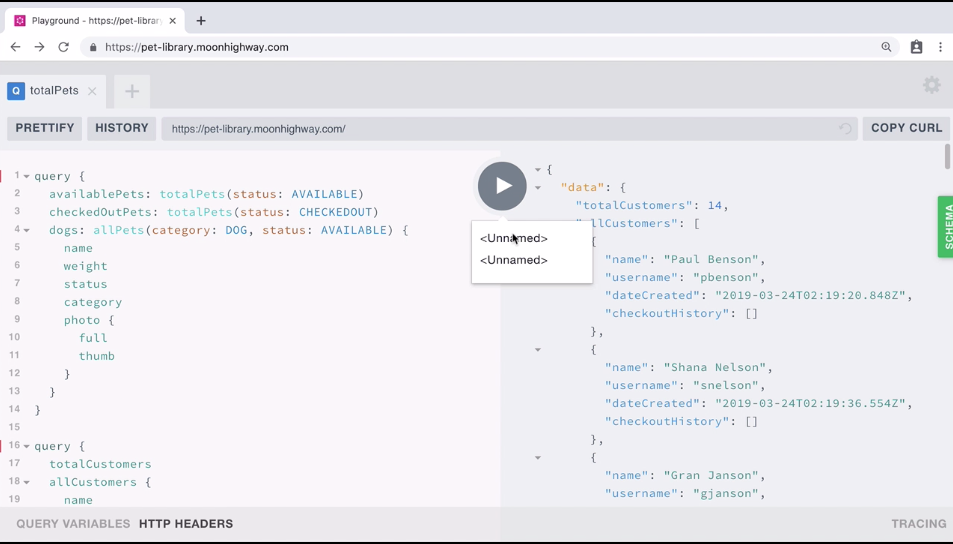 Playground - https://pet-library
https://pet-library.moonhighway.com
Q totalPets
PRETTIFY
HISTORY
https://pet-library.moonhighway.com/
COPY CURL
1 query {
2 availablePets: totalPets(status: AVAILABLE)
3 checkedOutPets: totalPets(status: CHECKEDOUT)
4 dogs: allPets(category: DOG, status: AVAILABLE) {
5 name
6 weight
7 status
8 category
9 photo {
10 full
11 thumb
12 }
13 }
14 }
15
16 query {
17 totalCustomers
18 allCustomers {
19 name
<Unnamed>
<Unnamed>
{
"data": {
"totalCustomers": 14,
llCustomers": [
{
"name": "Paul Benson",
"username": "pbenson",
"dateCreated": "2019-03-24T02:19:20.848Z",
"checkoutHistory": []
},
{
"name": "Shana Nelson",
"username": "snelson",
"dateCreated": "2019-03-24T02:19:36.554Z",
"checkoutHistory": []
},
{
"name": "Gran Janson",
"username": "gjanson",
SCHEMA
QUERY VARIABLES
HTTP HEADERS
TRACING